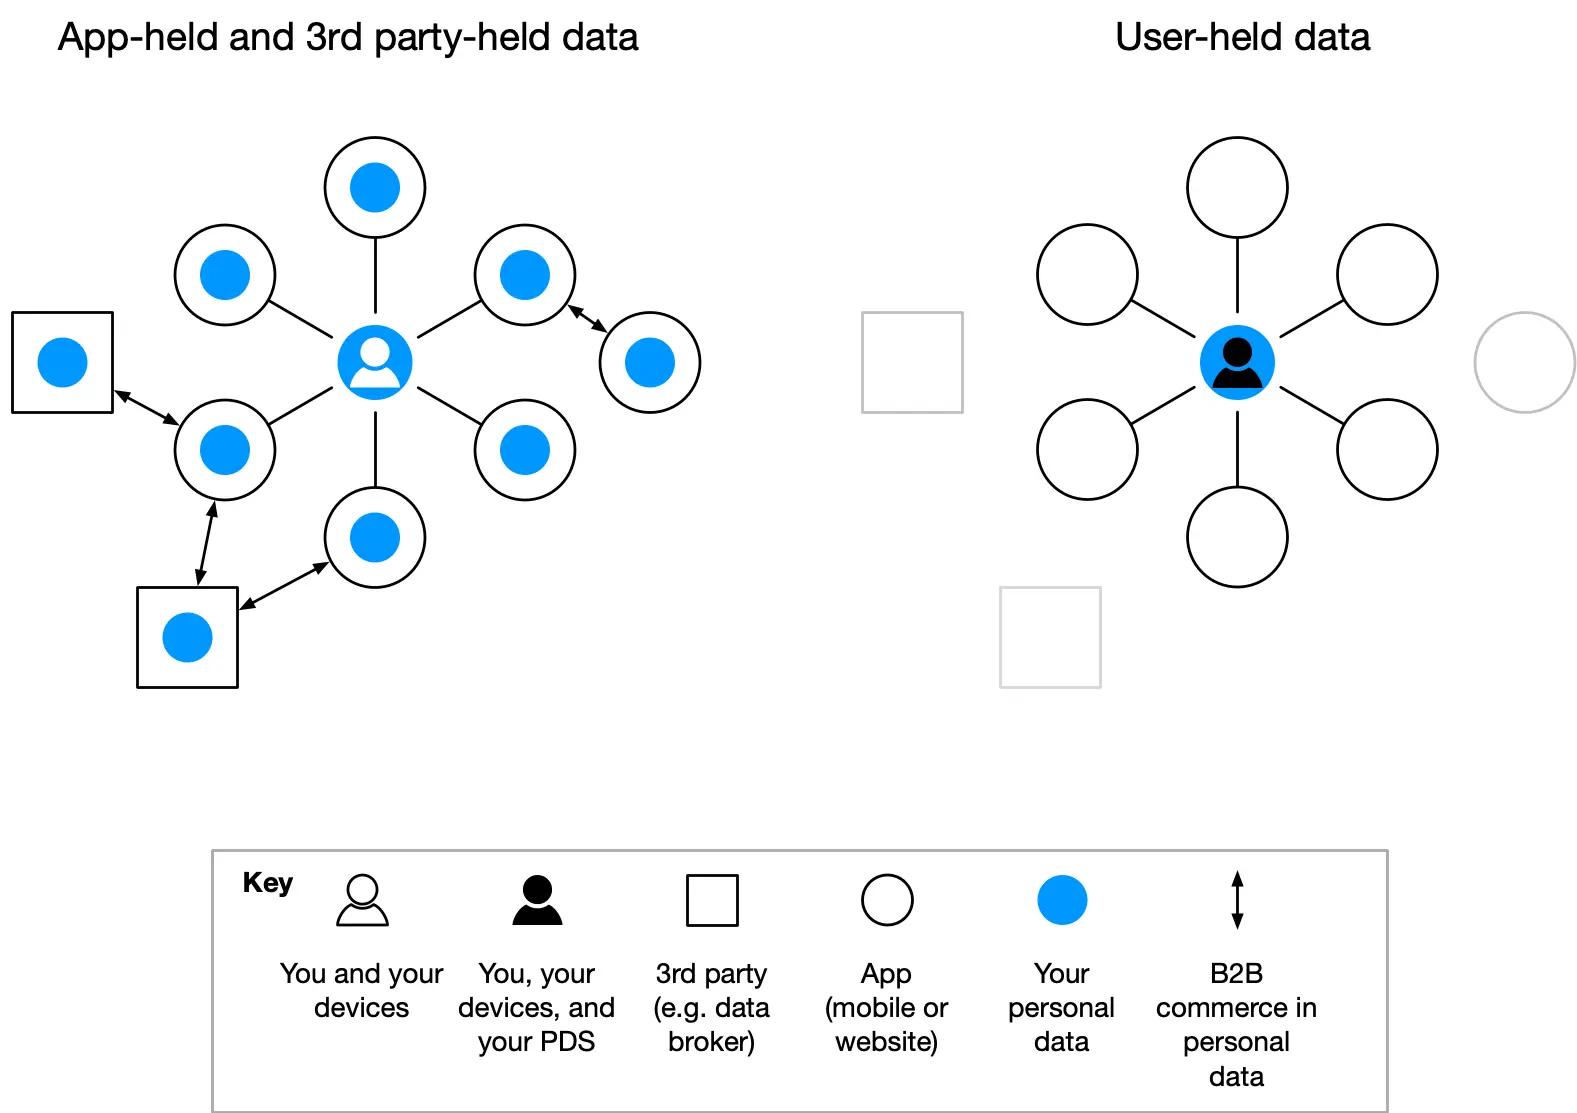 App-held and 3rd party-held data
User-held data
Key
You and your
devices
You, your
devices, and
your PDS
3rd party
(e.g. data
broker)
App
(mobile or
website)
Your
personal
data
B2B
commerce in
personal
data